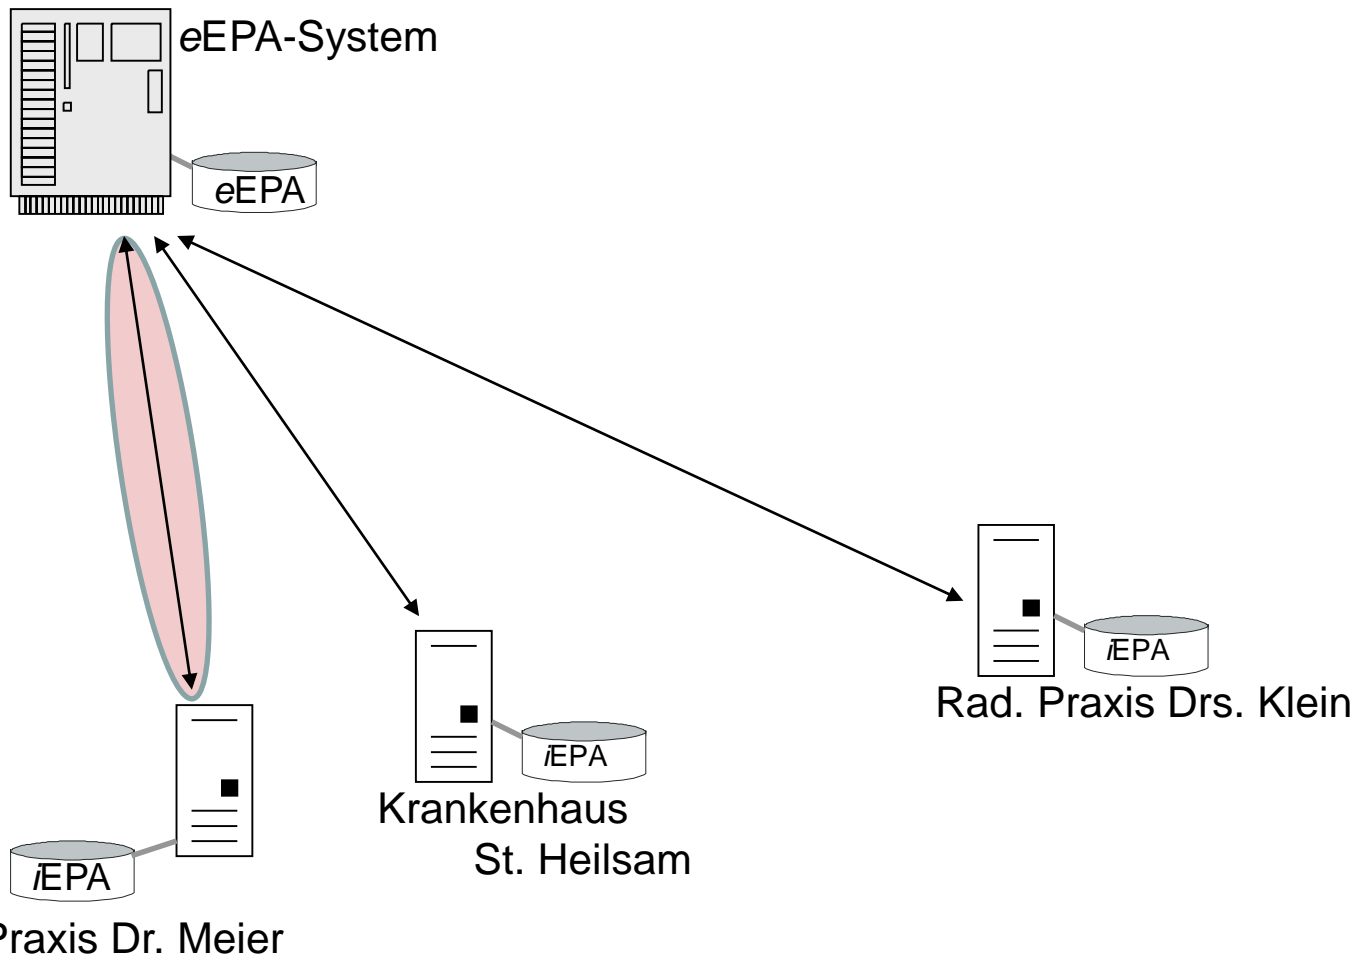 eEPA-System
eEPA
iEPA
Rad. Praxis Drs. Klein
iEPA
Krankenhaus
St. Heilsam
iEPA
Praxis Dr. Meier